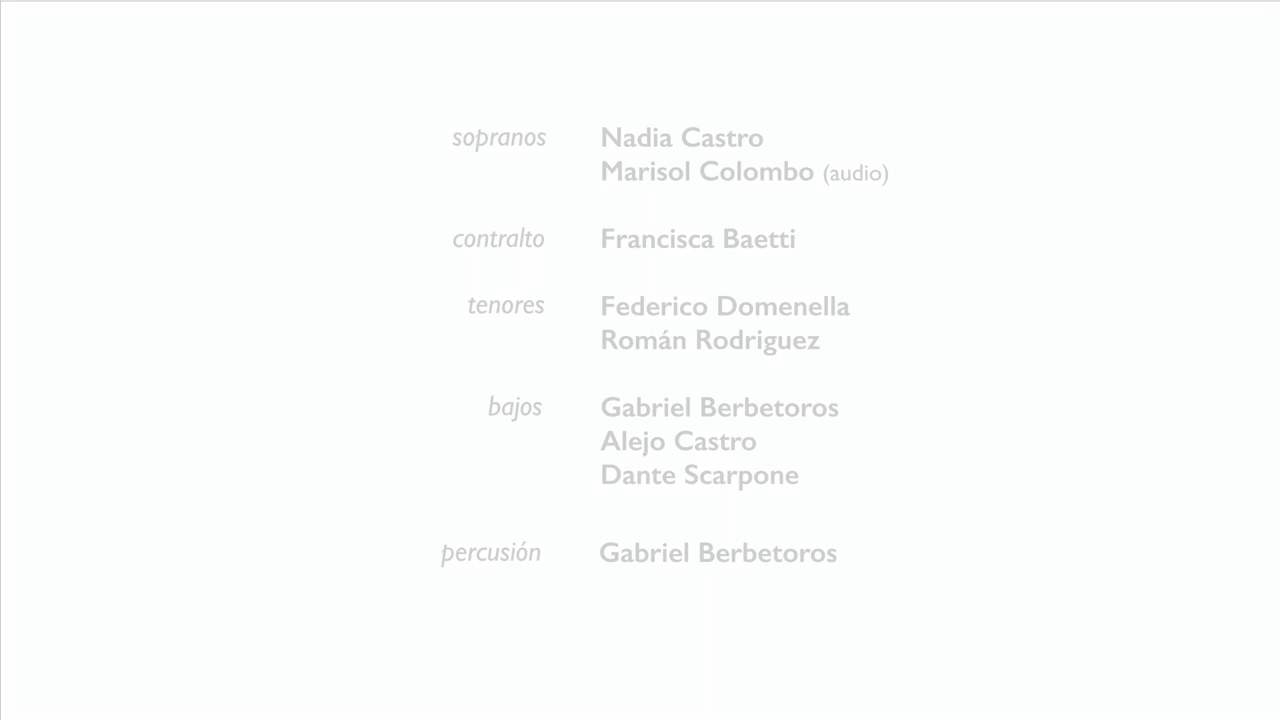 sopranos Nadia Castro
Marisol Colombo (audio)
contralto Francisca Baetti
tenores Federico Domenella
Román Rodriguez
bajos Gabriel Berbetoros
Alejo Castro
Dante Scarpone
percusión Gabriel Berbetoros